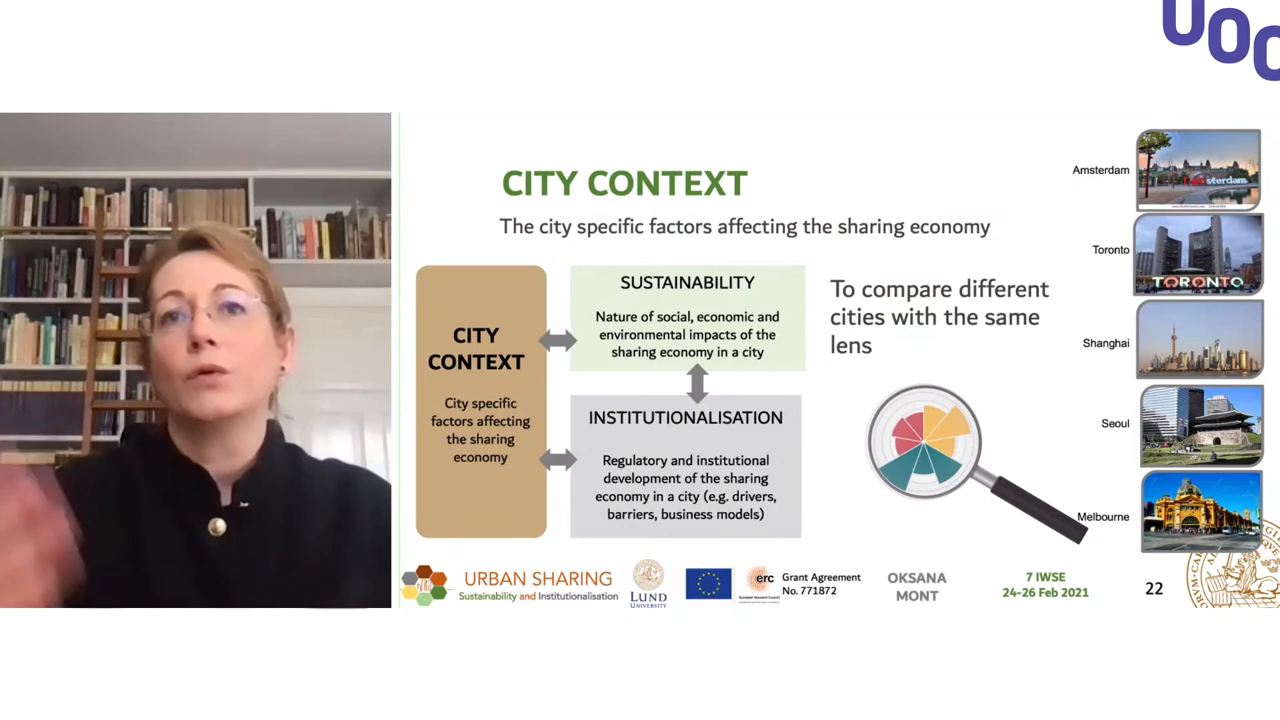 UOC
CITY CONTEXT
The city specific factors affecting the sharing economy
CITY
CONTEXT
City specific
factors affecting
the sharing
economy
SUSTAINABILITY
Nature of social, economic and
environmental impacts of the
sharing economy in a city
INSTITUTIONALISATION
Regulatory and institutional
development of the sharing
economy in a city (e.g. drivers,
barriers, business models)
To compare different
cities with the same
lens
Amsterdam
sterdam
Toronto
TORONTO
Shanghai
Seoul
Melbourne
URBAN SHARING
Sustainability and Institutionalisation
LUND
UNIVERSITY
erc
European Research Council
Grant Agreement
No. 771872
OKSANA
MONT
7 IWSE
24-26 Feb 2021
22